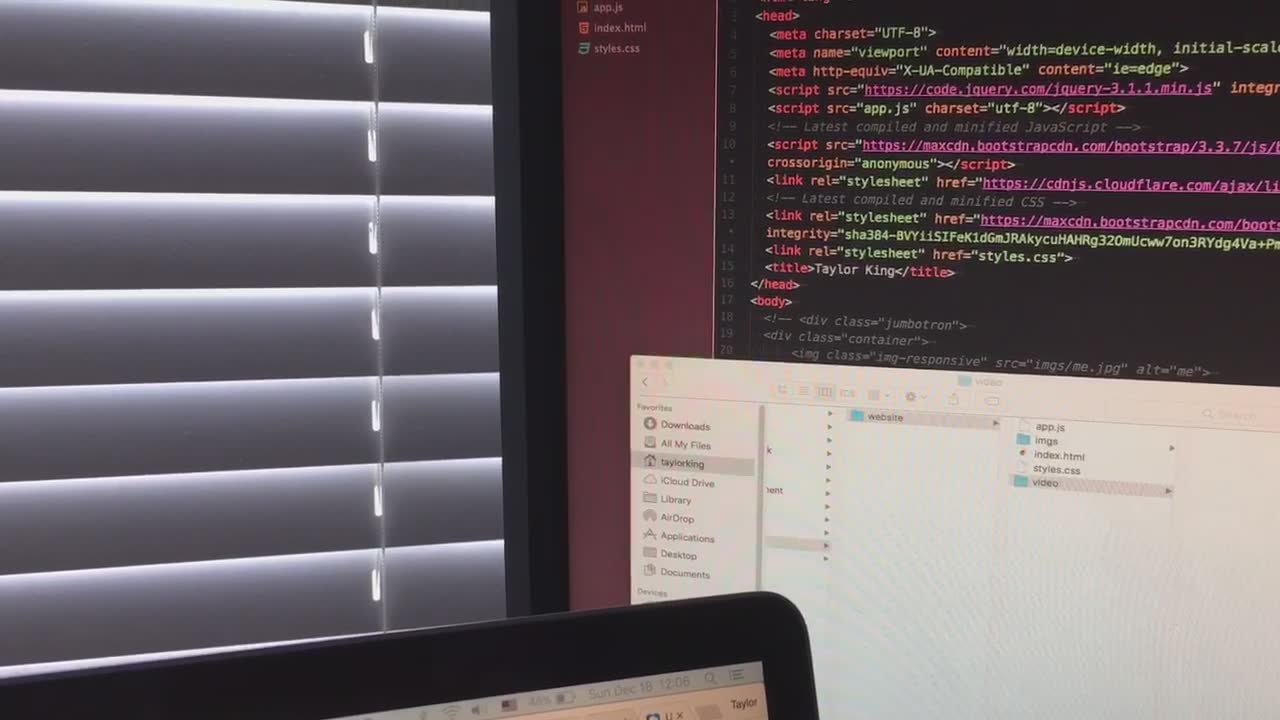 app.js
index.html
styles.css
3
<head>
4 <meta charset="UTF-8">
5 <meta name="viewport" content="width=device-width,
6 <meta http-equiv="X-UA-Compatible" content="ie=edge">
7 <script src="https://code.jquery.com/jquery-3.1.1.min.js"
8 <script src="app.js" charset="utf-8"></script>
9 <!-- Latest compiled and minified JavaScript -->
10 <script src="https://maxcdn.bootstrapcdn.com/bootstrap/3.3.7/js/
crossorigin="anonymous"></script>
11 <link rel="stylesheet" href="https://cdnjs.cloudflare.com/ajax/li
12 <!-- Latest compiled and minified CSS -->
13 <link rel="stylesheet" href="https://maxcdn.bootstrapcdn.com/boots
integrity="sha384-BVYiiSIFeK1dGmJRAkycuHAHRg32OmUcww7on3RYdg4Va+Pm
14 <link rel="stylesheet" href="styles.css">
15 <title>Taylor King</title>
16 </head>
17 <body>
18 <!-- <div class="jumbotron">
19 <div class="container">
20 <img class="img-responsive" src="imgs/me.jpg" alt="me">
video
Search
Favorites
Downloads
All My Files
taylorking
iCloud Drive
Library
AirDrop
Applications
Desktop
Documents
Devices
website
app.js
imgs
index.html
styles.css
video
46% Sun Dec 18 12:06
Taylor